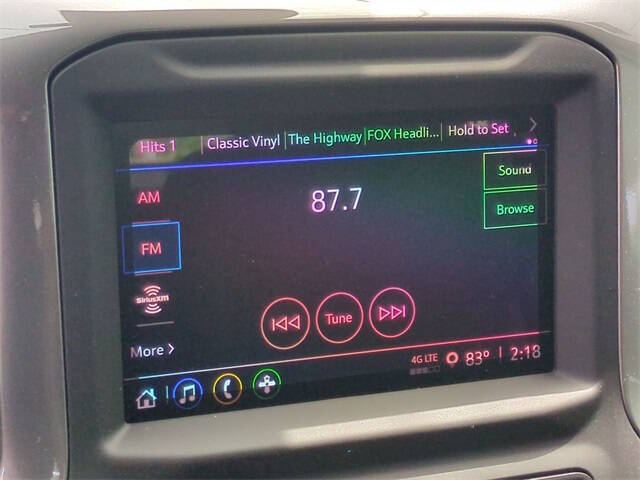 Hits 1 Classic Vinyl The Highway FOX Headli... Hold to Set
Sound
AM
87.7
Browse
FM
SiriusXM
Tune
More
4G LTE 83° 2:18